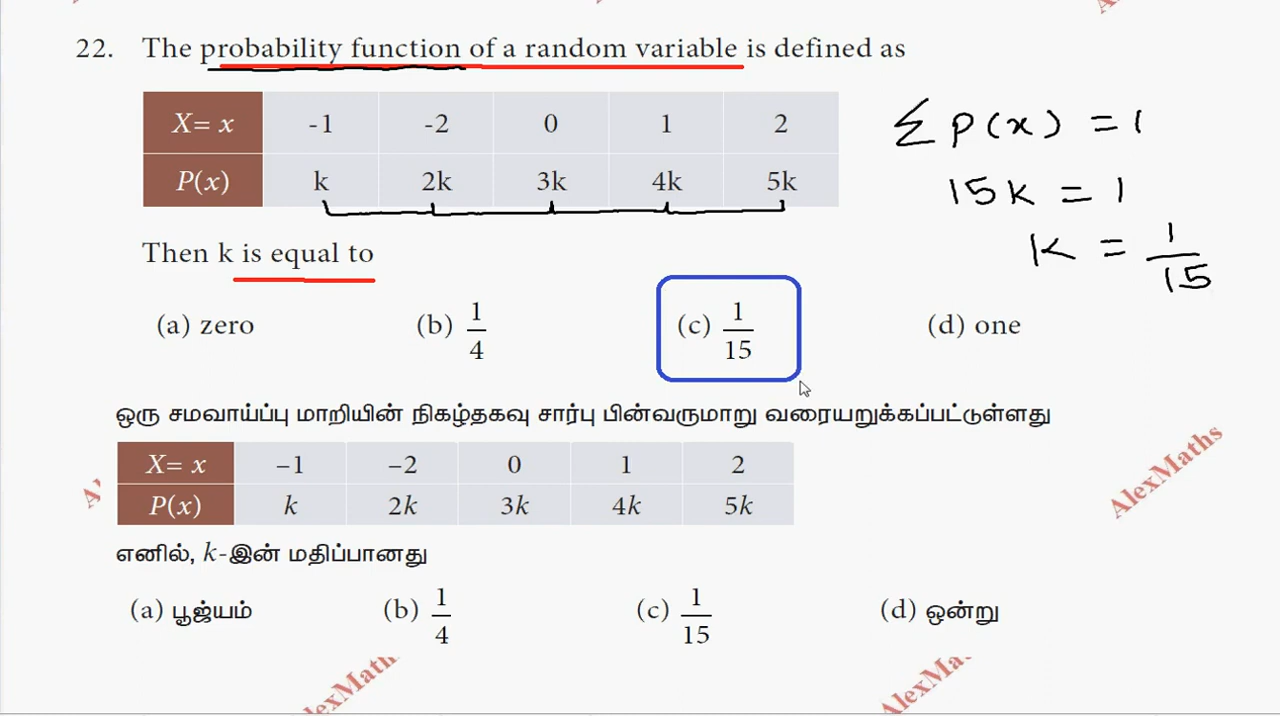 22. The probability function of a random variable is defined as
X= x -1 -2 0 1 2
P(x) k 2k 3k 4k 5k
Σ P(x) = 1
15k = 1
k = 1/15
Then k is equal to
(a) zero (b) 1/4 (c) 1/15 (d) one
ஒரு சமவாய்ப்பு மாறியின் நிகழ்தகவு சார்பு பின்வருமாறு வரையறுக்கப்பட்டுள்ளது
X= x –1 –2 0 1 2
P(x) k 2k 3k 4k 5k
AlexMaths
எனில், k-இன் மதிப்பானது
(a) பூஜ்யம் (b) 1/4 (c) 1/15 (d) ஒன்று
AlexMaths
AlexMaths